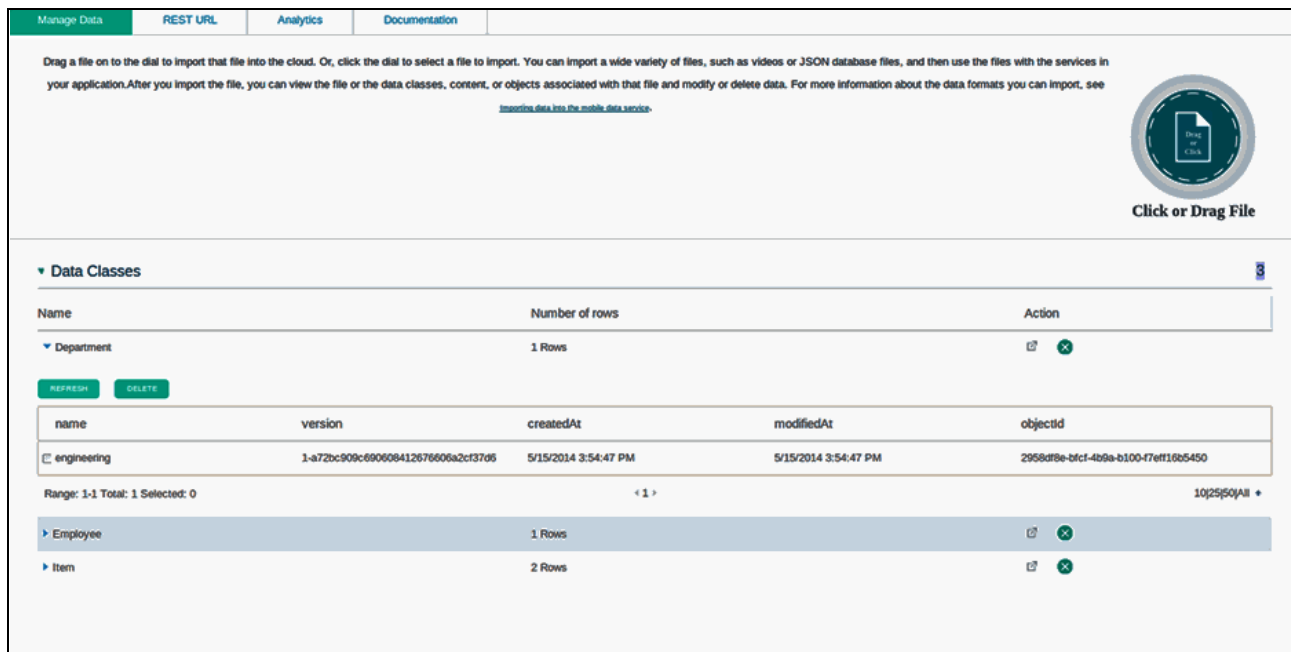 Manage Data REST URL Analytics Documentation
Drag a file on to the dial to import that file into the cloud. Or, click the dial to select a file to import. You can import a wide variety of files, such as videos or JSON database files, and then use the files with the services in
your application.After you import the file, you can view the file or the data classes, content, or objects associated with that file and modify or delete data. For more information about the data formats you can import, see
Importing data into the mobile data service.
Drag
or
Click
Click or Drag File
Data Classes 3
Name Number of rows Action
Department 1 Rows
REFRESH DELETE
name version createdAt modifiedAt objectId
engineering 1-a72bc909c690608412676606a2cf37d6 5/15/2014 3:54:47 PM 5/15/2014 3:54:47 PM 2958df8e-bfcf-4b9a-b100-f7eff16b5450
Range: 1-1 Total: 1 Selected: 0 1 10|25|50|All
Employee 1 Rows
Item 2 Rows